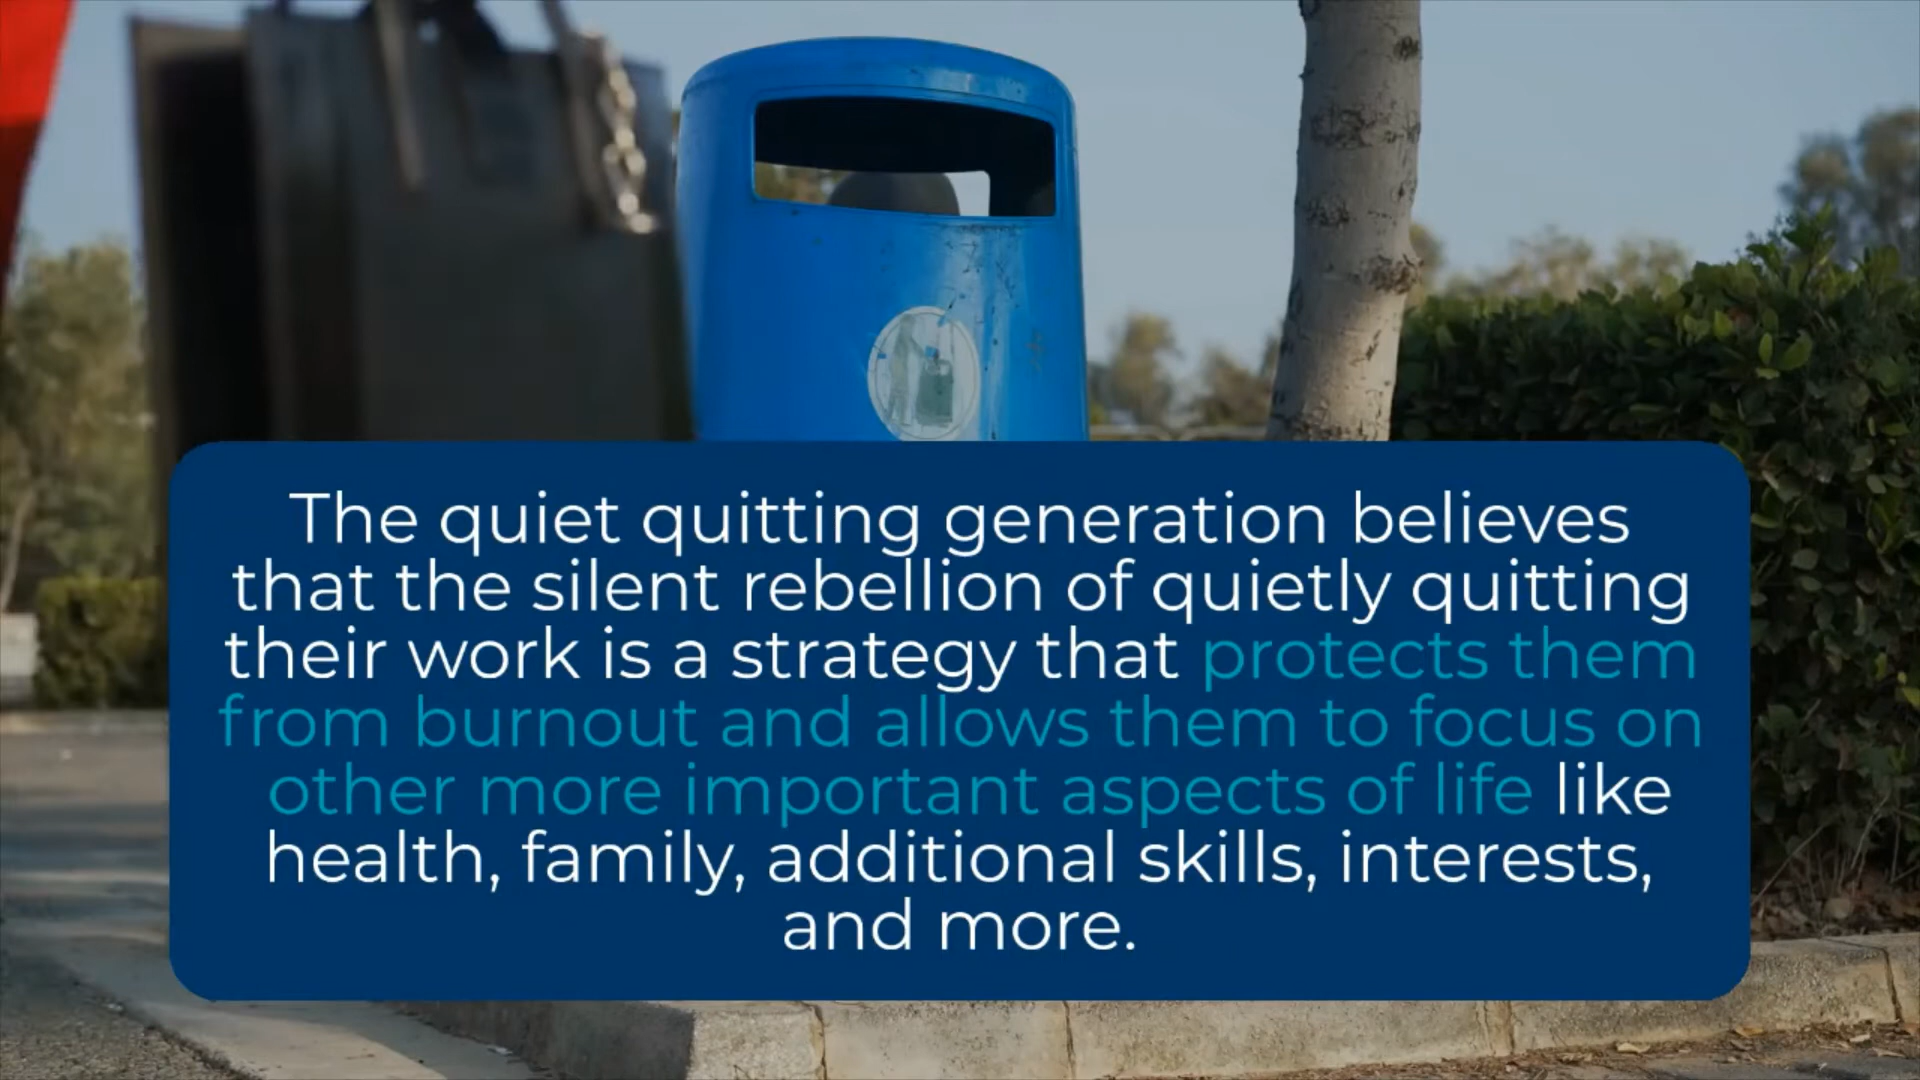 The quiet quitting generation believes
that the silent rebellion of quietly quitting
their work is a strategy that protects them
from burnout and allows them to focus on
other more important aspects of life like
health, family, additional skills, interests,
and more.